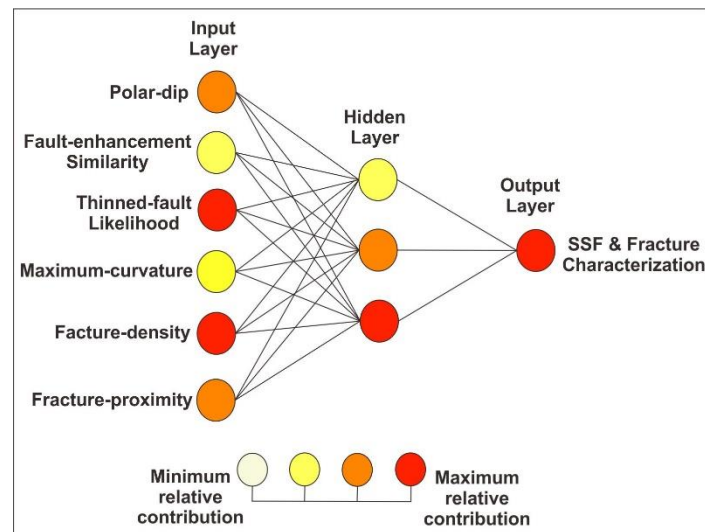 Input
Layer
Polar-dip
Fault-enhancement
Similarity
Thinned-fault
Likelihood
Maximum-curvature
Facture-density
Fracture-proximity
Hidden
Layer
Output
Layer
SSF & Fracture
Characterization
Minimum
relative
contribution
Maximum
relative
contribution